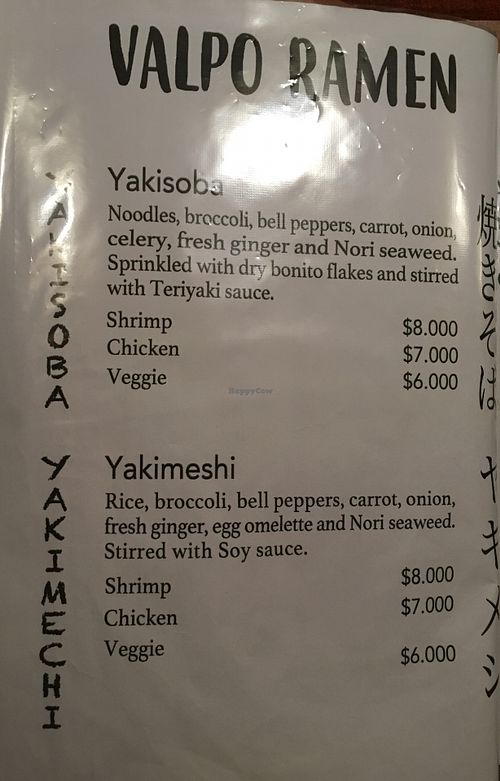 VALPO RAMEN
YAKISOBA
Yakisoba
Noodles, broccoli, bell peppers, carrot, onion,
celery, fresh ginger and Nori seaweed.
Sprinkled with dry bonito flakes and stirred
with Teriyaki sauce.
Shrimp $8.000
Chicken $7.000
Veggie $6.000
焼きそば
HappyCow
YAKIMECHI
Yakimeshi
Rice, broccoli, bell peppers, carrot, onion,
fresh ginger, egg omelette and Nori seaweed.
Stirred with Soy sauce.
Shrimp $8.000
Chicken $7.000
Veggie $6.000
ヤキメシ